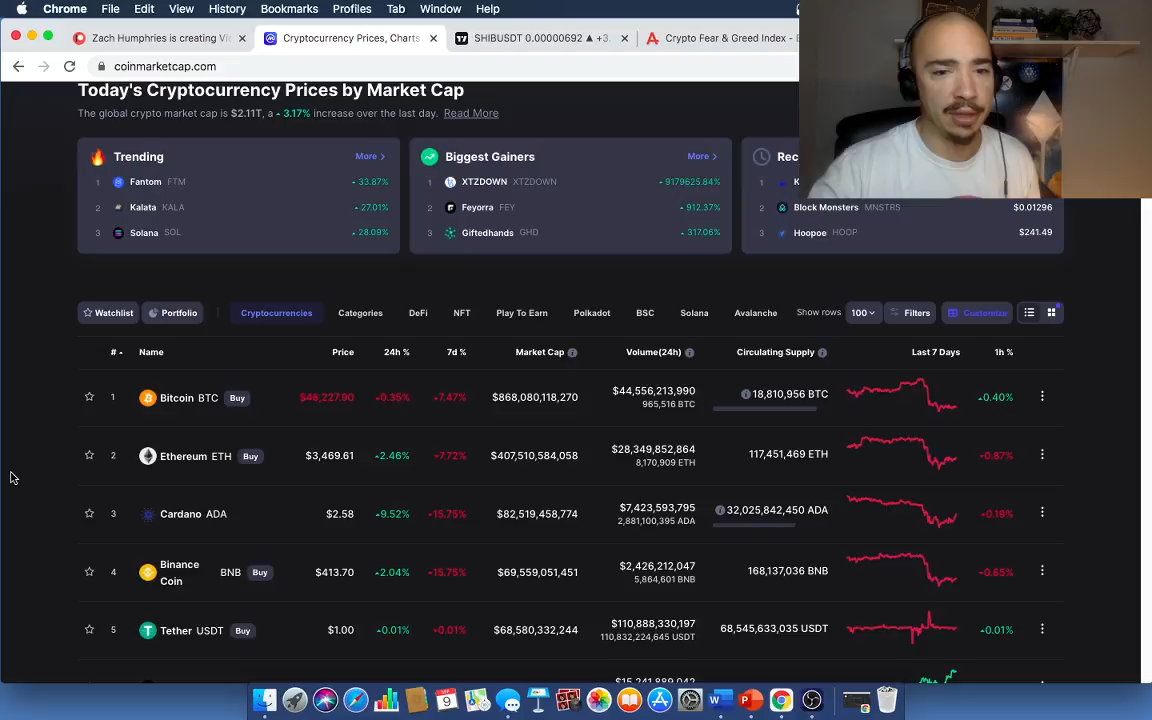 Chrome File Edit View History Bookmarks Profiles Tab Window Help
Zach Humphries is creating Vi
Cryptocurrency Prices, Charts
SHIBUSDT 0.00000692 ▲ +3.
Crypto Fear & Greed Index -
coinmarketcap.com
Today's Cryptocurrency Prices by Market Cap
The global crypto market cap is $2.11T, a 3.17% increase over the last day. Read More
Trending More
1 Fantom FTM 33.87%
2 Kalata KALA 27.01%
3 Solana SOL 28.09%
Biggest Gainers More
1 XTZDOWN XTZDOWN 9179625.84%
2 Feyorra FEY 912.37%
3 Giftedhands GHD 317.06%
Rec
1 K
2 Block Monsters MNSTRS $0.01296
3 Hoopoe HOOP $241.49
Watchlist Portfolio Cryptocurrencies Categories DeFi NFT Play To Earn Polkadot BSC Solana Avalanche Show rows 100 Filters Customize
# Name Price 24h % 7d % Market Cap Volume(24h) Circulating Supply Last 7 Days 1h %
1 Bitcoin BTC Buy $46,227.90 0.35% 7.47% $868,080,118,270 $44,556,213,990 18,810,956 BTC 0.40%
965,516 BTC
2 Ethereum ETH Buy $3,469.61 2.46% 7.72% $407,510,584,058 $28,349,852,864 117,451,469 ETH 0.87%
8,170,909 ETH
3 Cardano ADA $2.58 9.52% 15.75% $82,519,458,774 $7,423,593,795 32,025,842,450 ADA 0.19%
2,881,100,395 ADA
4 Binance Coin BNB Buy $413.70 2.04% 15.75% $69,559,051,451 $2,426,212,047 168,137,036 BNB 0.65%
5,864,601 BNB
5 Tether USDT Buy $1.00 0.01% 0.01% $68,580,332,244 $110,888,330,197 68,545,633,035 USDT 0.01%
110,832,224,645 USDT
9